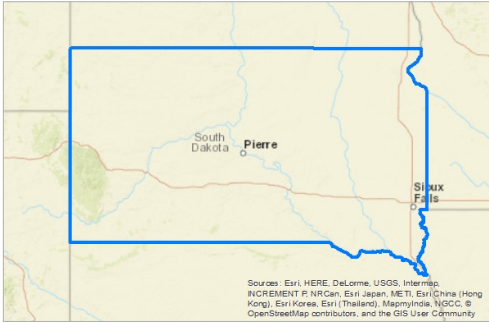 South
Dakota
Pierre
Sioux
Falls
Sources: Esri, HERE, DeLorme, USGS, Intermap,
INCREMENT P, NRCan, Esri Japan, METI, Esri China (Hong
Kong), Esri Korea, Esri (Thailand), MapmyIndia, NGCC, ©
OpenStreetMap contributors, and the GIS User Community